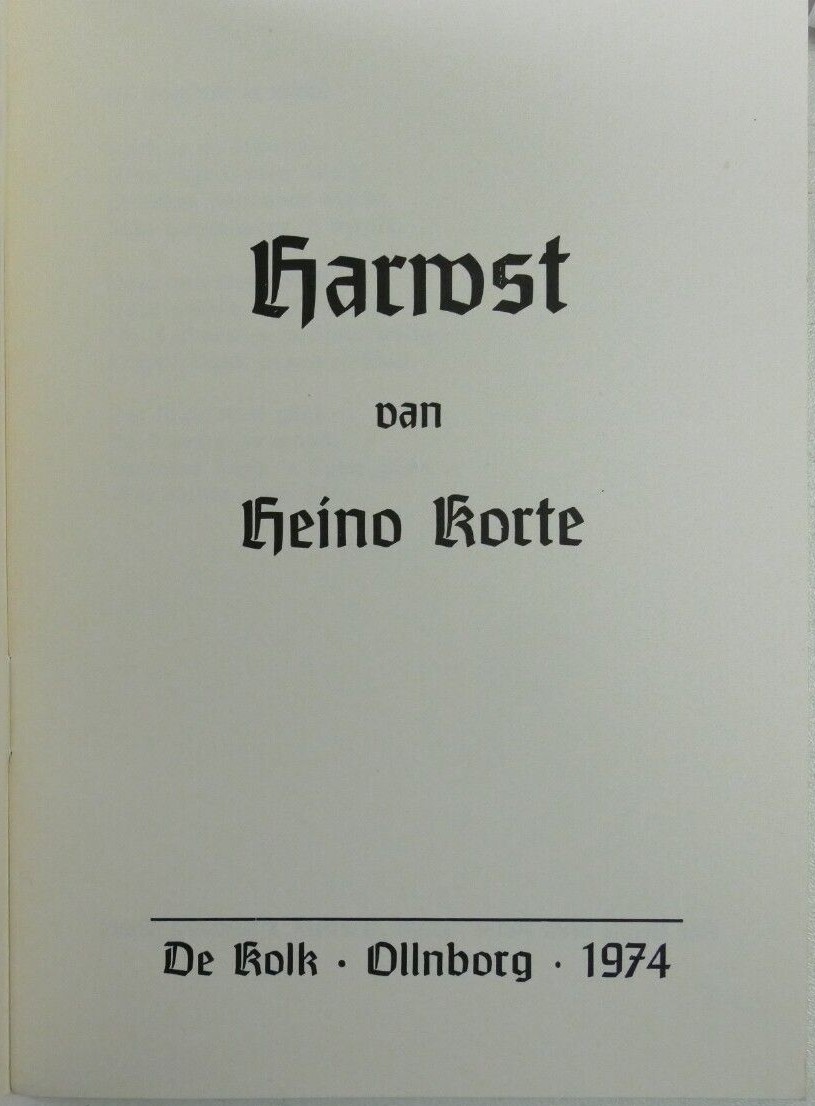 Harwst
van
Heino Korte
De Kolk · Ollnborg · 1974